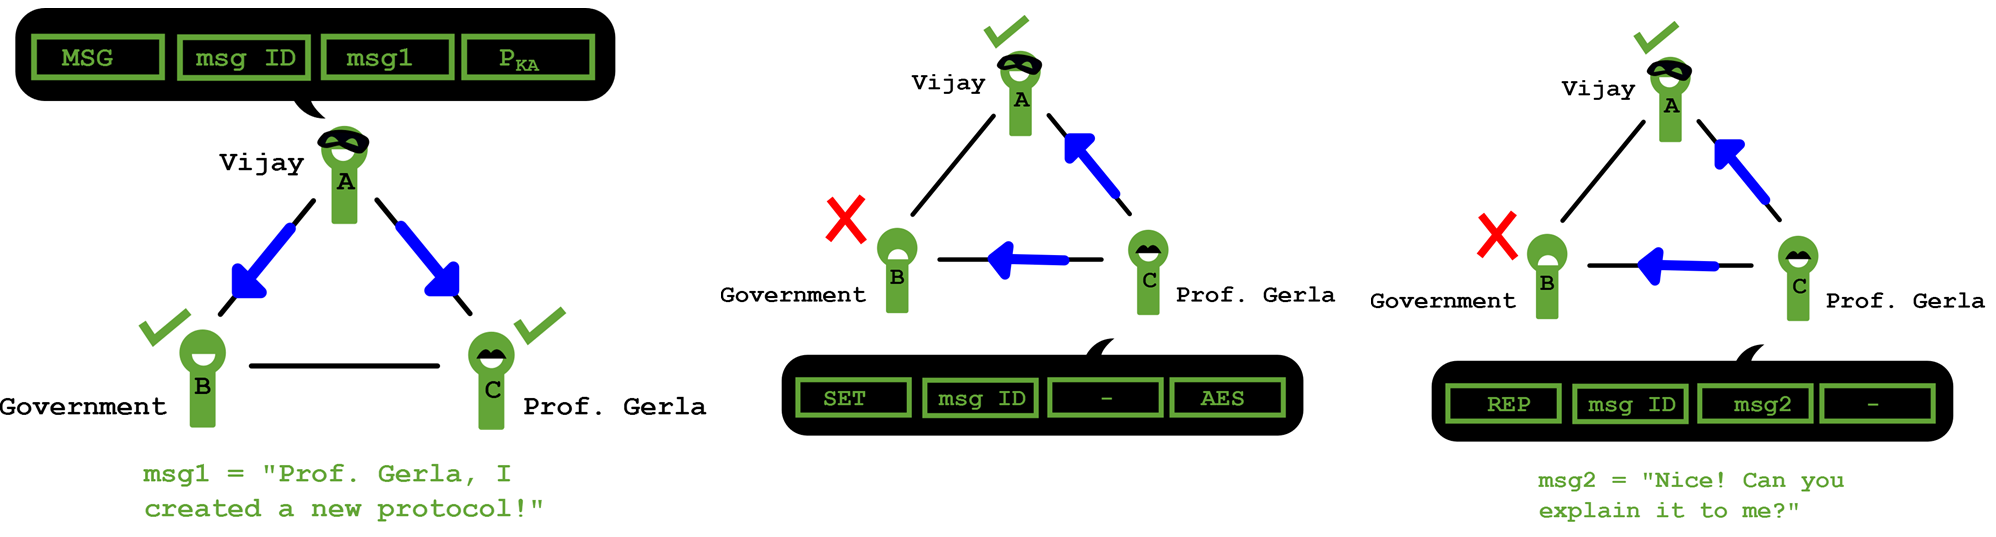 MSG msg ID msg1 PKA
Vijay
A
B
C
Government
Prof. Gerla
msg1 = "Prof. Gerla, I
created a new protocol!"
Vijay
A
B
C
Government
Prof. Gerla
SET msg ID - AES
Vijay
A
B
C
Government
Prof. Gerla
REP msg ID msg2 -
msg2 = "Nice! Can you
explain it to me?"